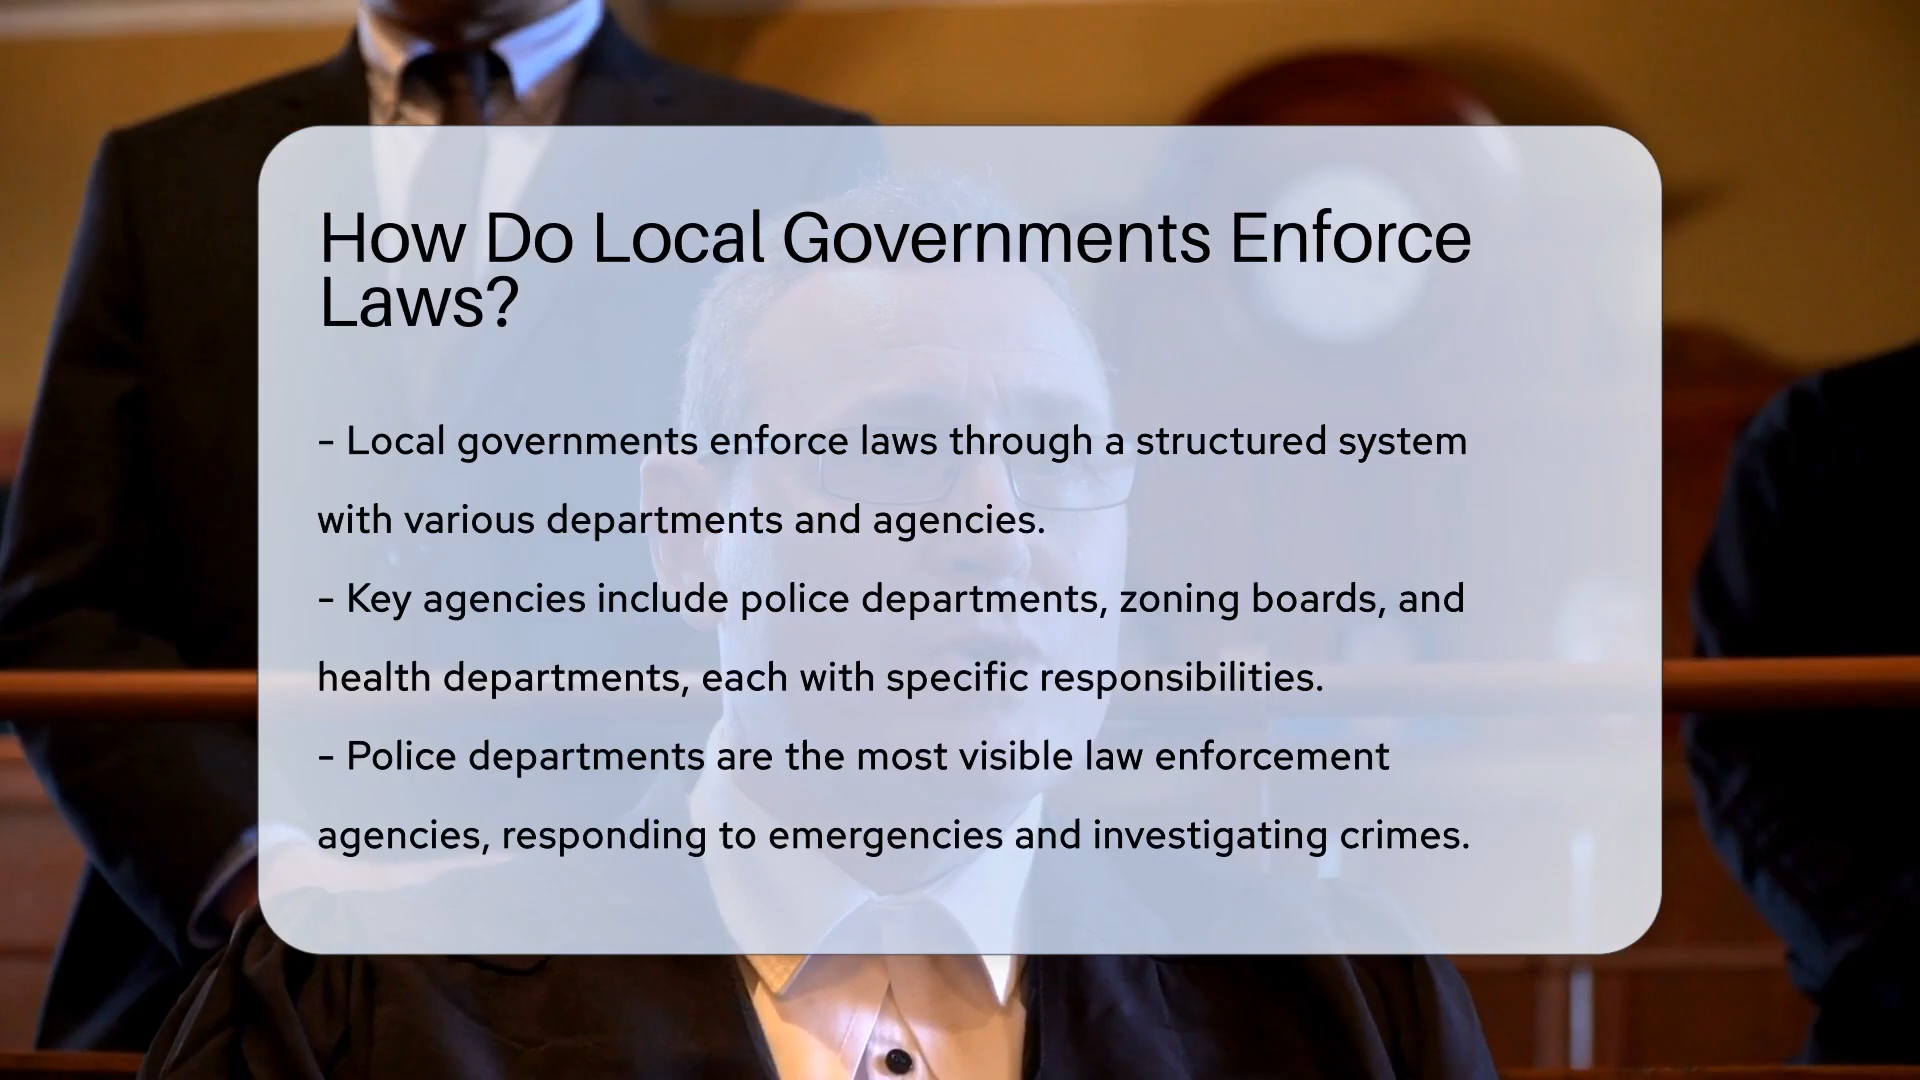 How Do Local Governments Enforce
Laws?
- Local governments enforce laws through a structured system
with various departments and agencies.
- Key agencies include police departments, zoning boards, and
health departments, each with specific responsibilities.
- Police departments are the most visible law enforcement
agencies, responding to emergencies and investigating crimes.